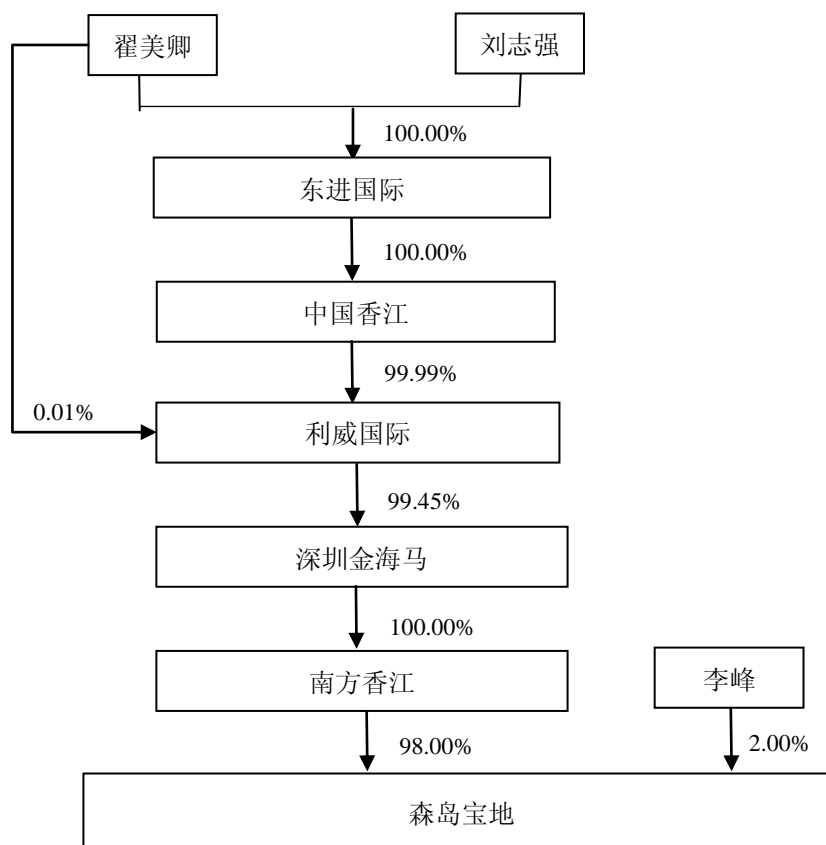 翟美卿
刘志强
100.00%
东进国际
100.00%
中国香江
99.99%
0.01%
利威国际
99.45%
深圳金海马
100.00%
南方香江
李峰
98.00%
2.00%
森岛宝地